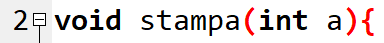 2 void stampa(int a){